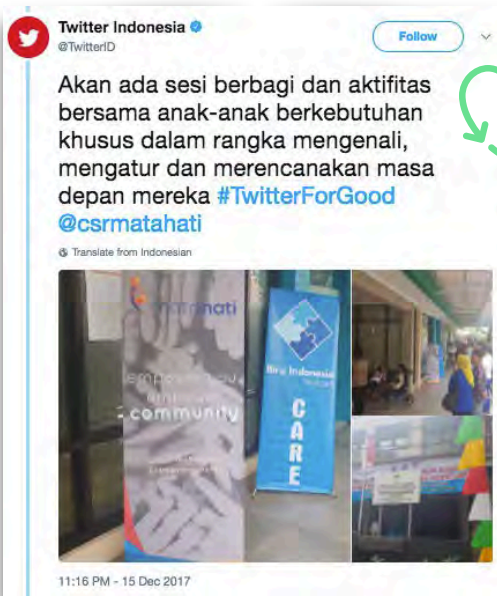 Twitter Indonesia
@TwitterID
Follow
Akan ada sesi berbagi dan aktifitas
bersama anak-anak berkebutuhan
khusus dalam rangka mengenali,
mengatur dan merencanakan masa
depan mereka #TwitterForGood
@csrmatahati
Translate from Indonesian
community
Biru Indonesia
CARE
11:16 PM - 15 Dec 2017